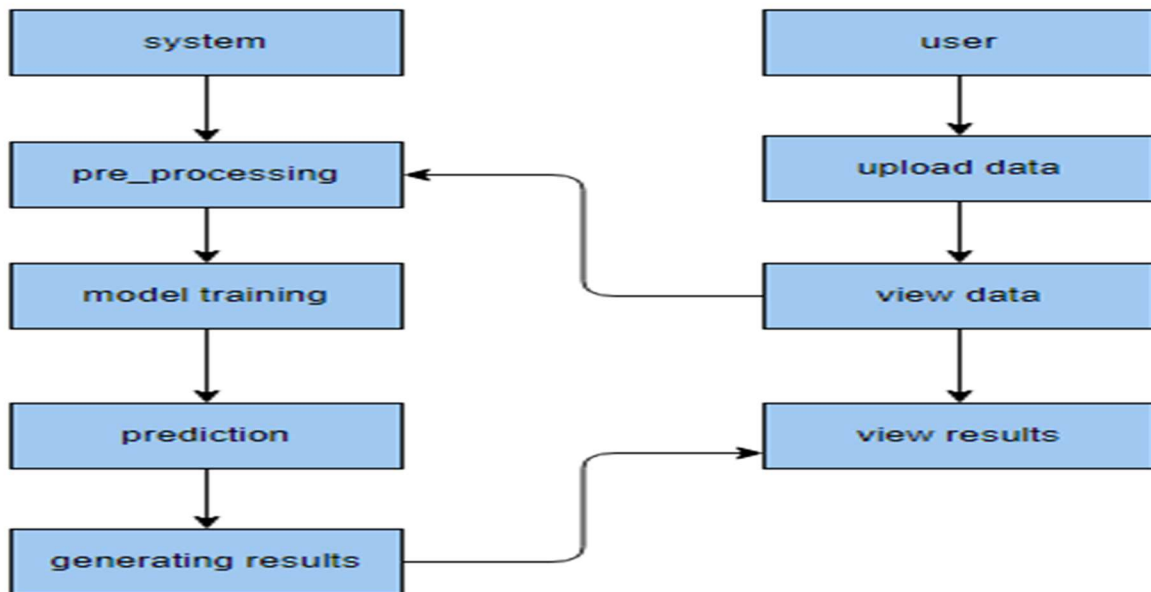 system
pre_processing
model training
prediction
generating results
user
upload data
view data
view results